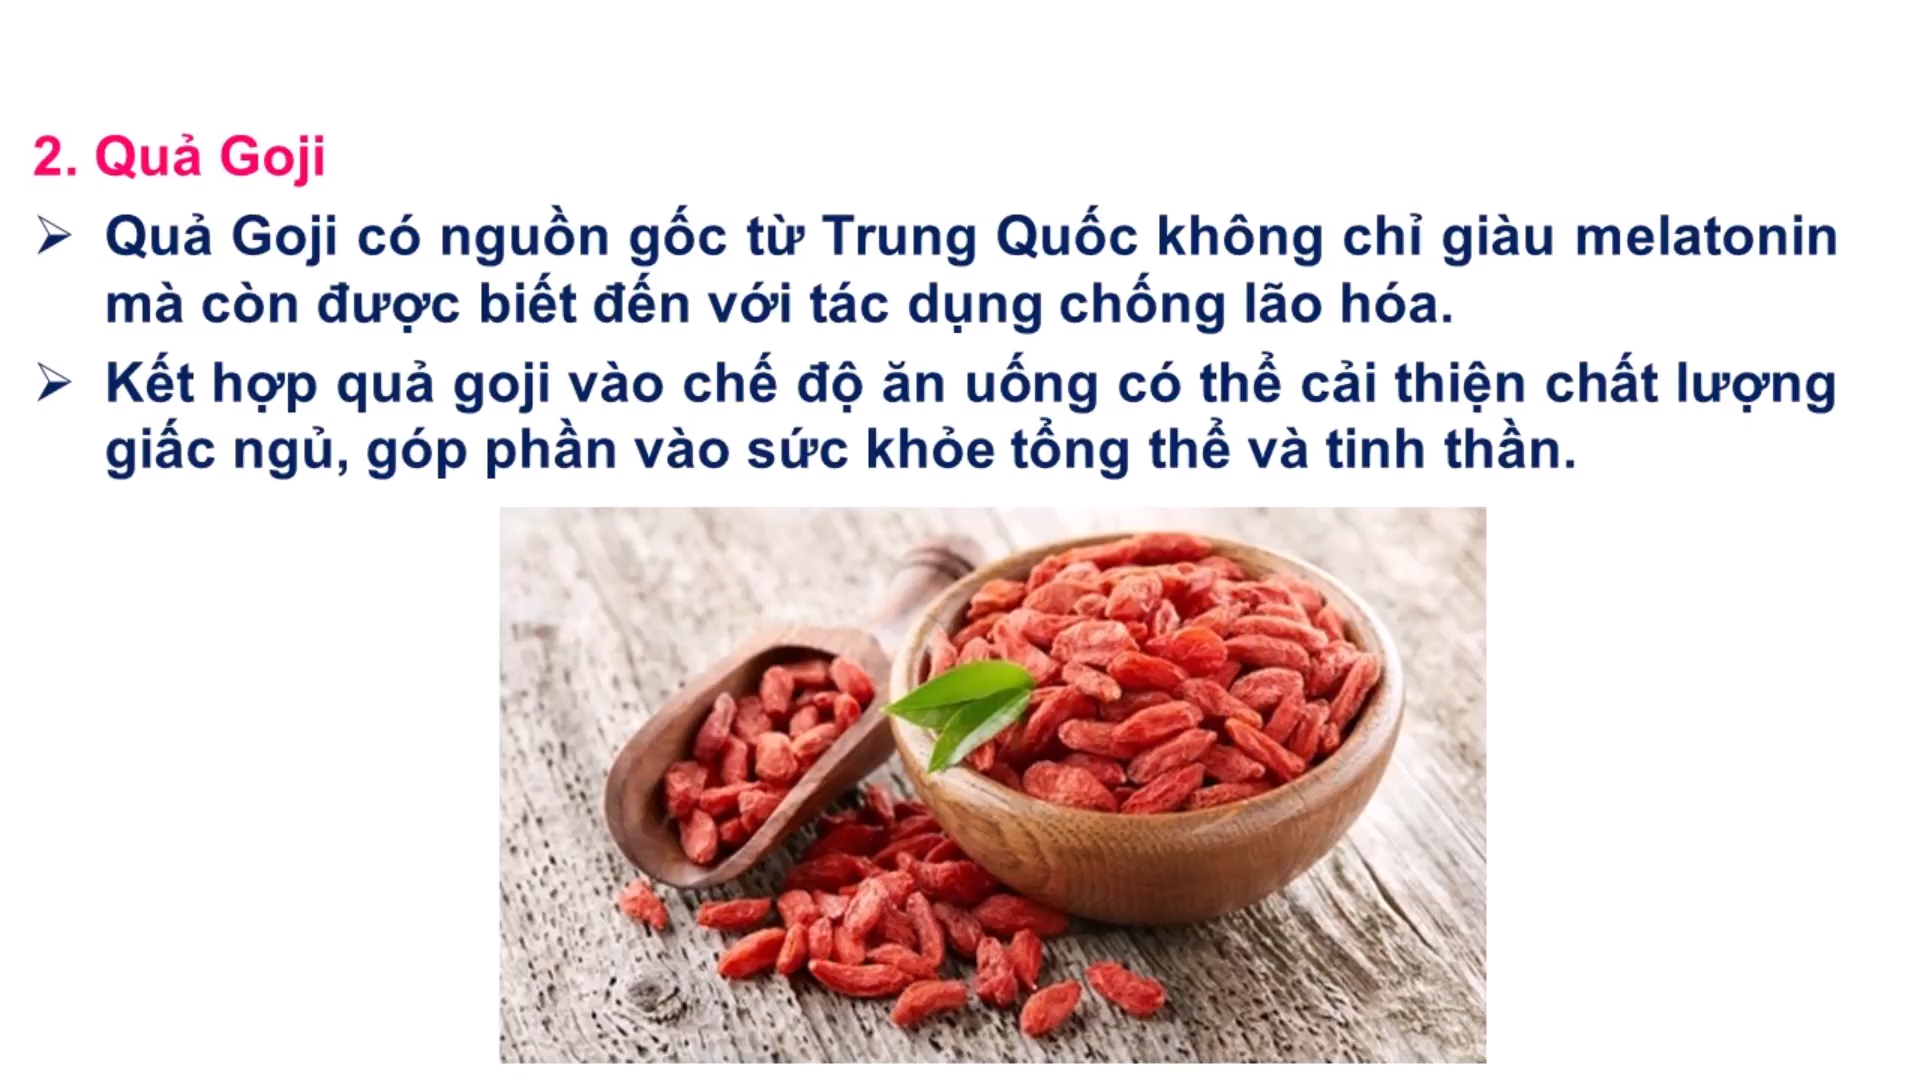 2. Quả Goji
➢ Quả Goji có nguồn gốc từ Trung Quốc không chỉ giàu melatonin
mà còn được biết đến với tác dụng chống lão hóa.
➢ Kết hợp quả goji vào chế độ ăn uống có thể cải thiện chất lượng
giấc ngủ, góp phần vào sức khỏe tổng thể và tinh thần.